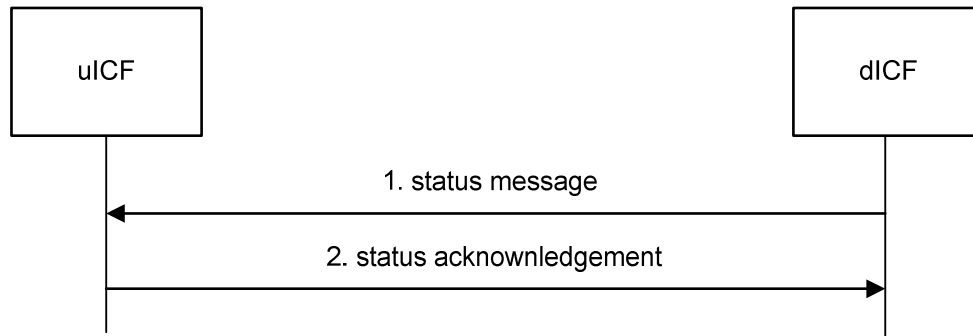 uICF
dICF
1. status message
2. status acknownledgement